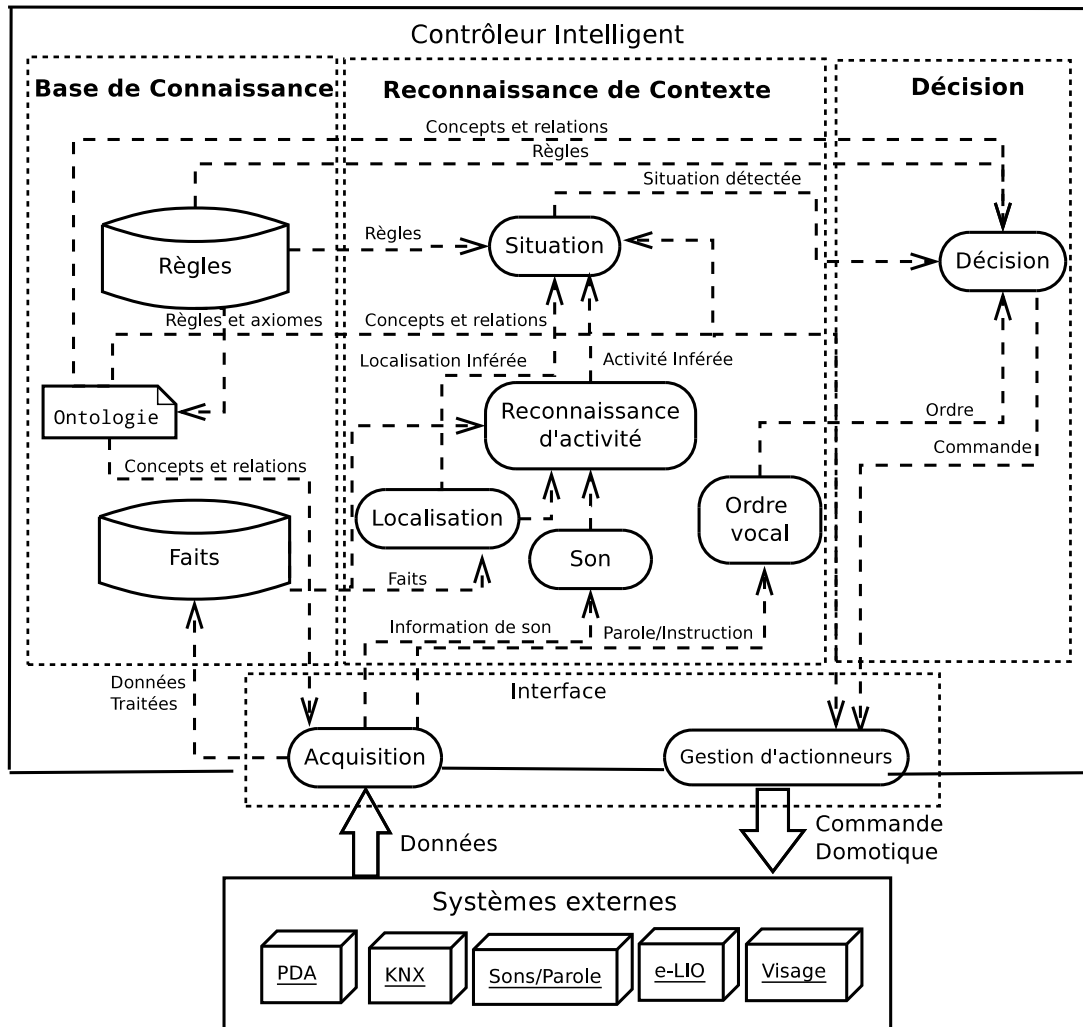 Contrôleur Intelligent
Base de Connaissance
Reconnaissance de Contexte
Décision
Concepts et relations
Règles
Situation détectée
Règles
Règles
Situation
Décision
Règles et axiomes
Concepts et relations
Localisation Inférée
Activité Inférée
Ontologie
Reconnaissance
d'activité
Ordre
Commande
Concepts et relations
Localisation
Ordre
vocal
Faits
Son
Faits
Information de son
Parole/Instruction
Données
Traitées
Interface
Acquisition
Gestion d'actionneurs
Données
Commande
Domotique
Systèmes externes
PDA
KNX
Sons/Parole
e-LIO
Visage